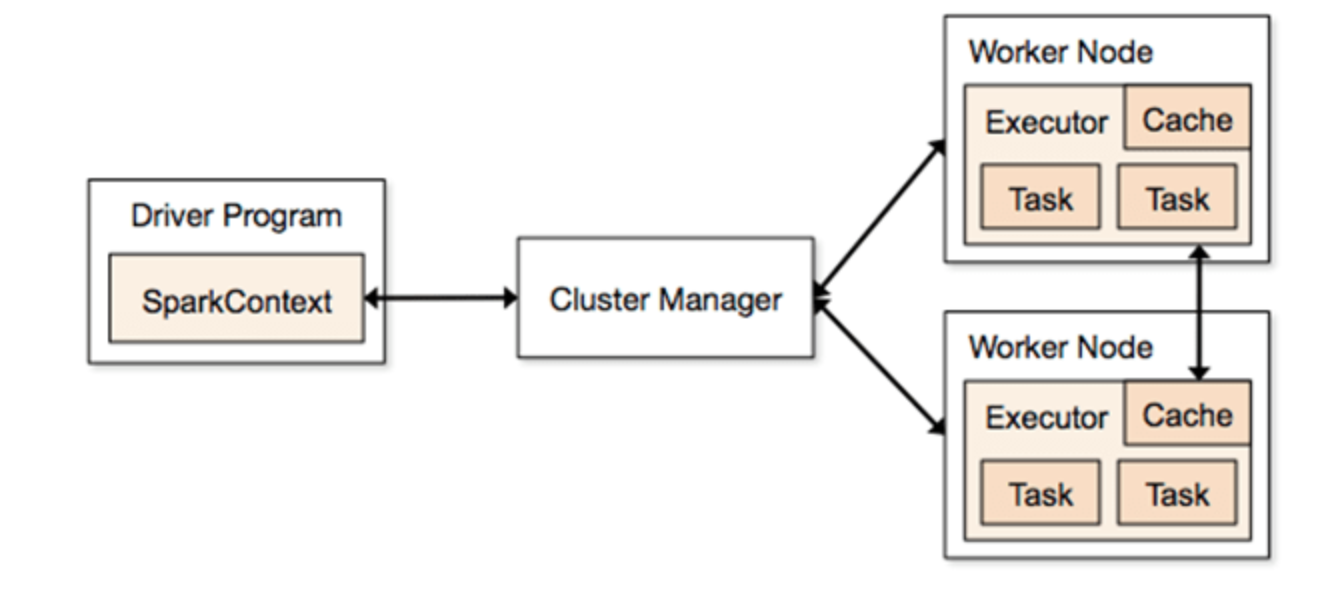 Driver Program
SparkContext
Cluster Manager
Worker Node
Executor
Cache
Task
Task
Worker Node
Executor
Cache
Task
Task